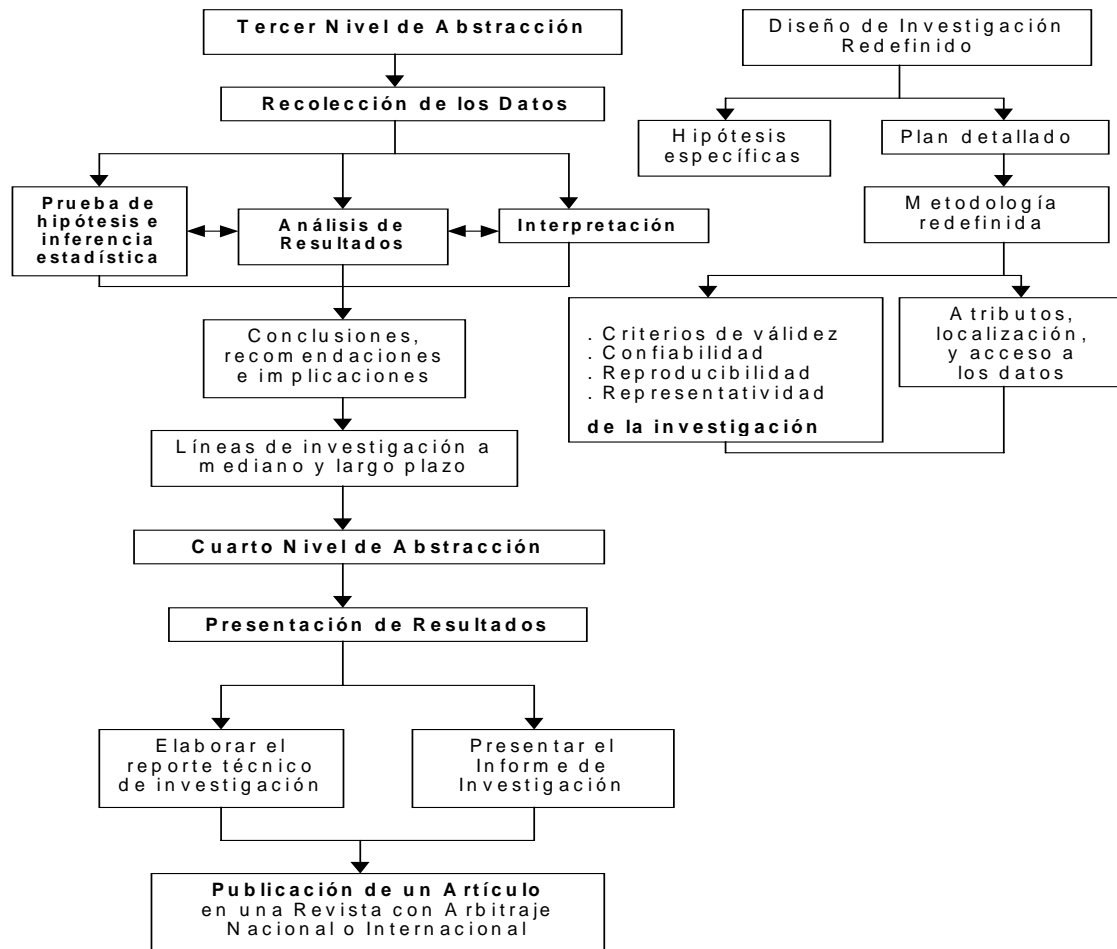 Tercer Nivel de Abstracción
Recolección de los Datos
Prueba de
hipótesis e
inferencia
estadística
Análisis de
Resultados
Interpretación
Conclusiones,
recomendaciones
e implicaciones
Líneas de investigación a
mediano y largo plazo
Cuarto Nivel de Abstracción
Presentación de Resultados
Elaborar el
reporte técnico
de investigación
Presentar el
Informe de
Investigación
Publicación de un Artículo
en una Revista con Arbitraje
Nacional o Internacional
Diseño de Investigación
Redefinido
Hipótesis
específicas
Plan detallado
Metodología
redefinida
. Criterios de válidez
. Confiabilidad
. Reproducibilidad
. Representatividad
de la investigación
Atributos,
localización,
y acceso a
los datos